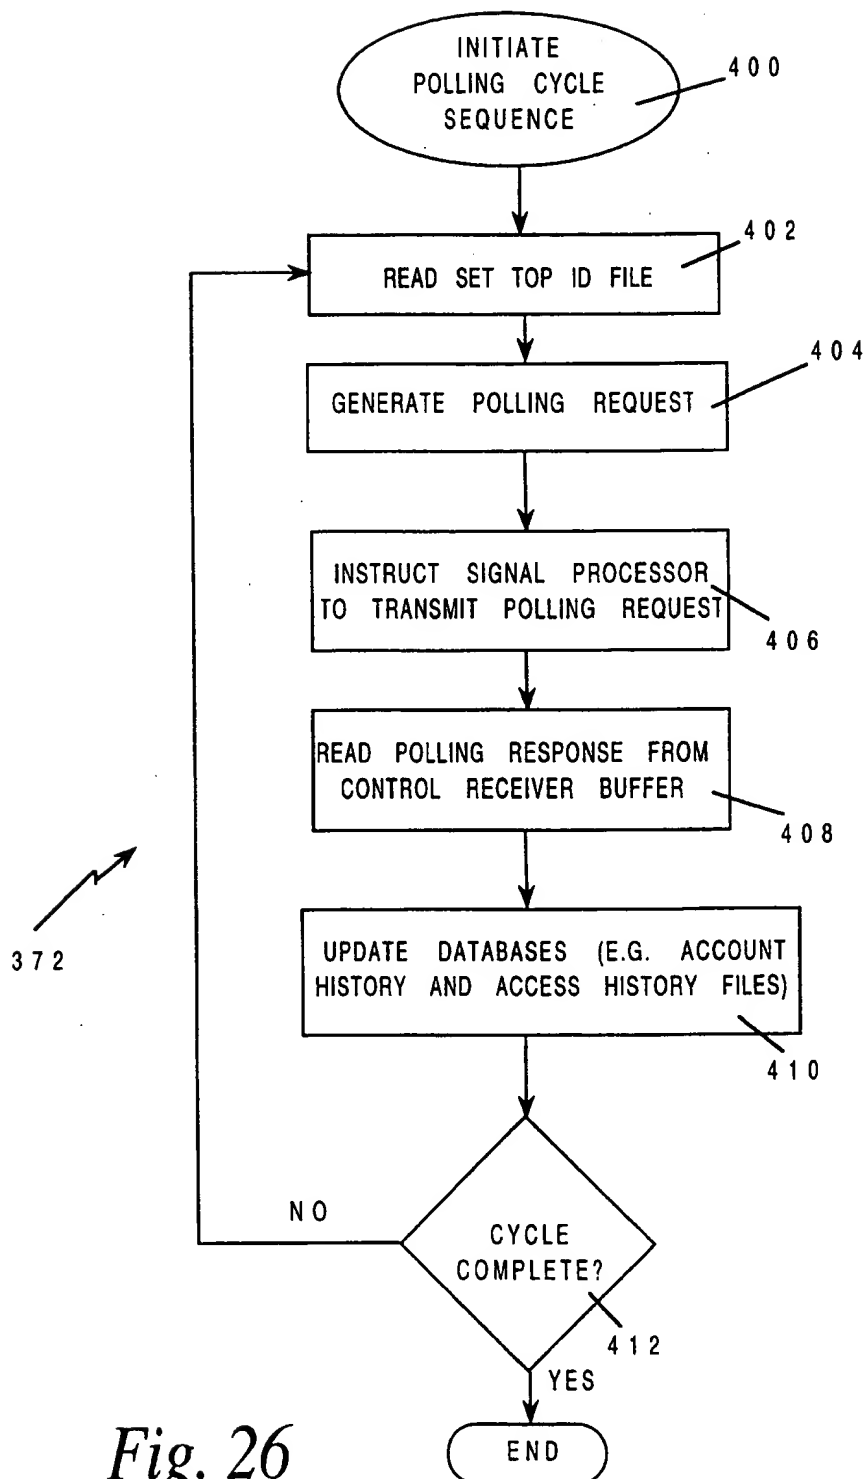 INITIATE
POLLING CYCLE
SEQUENCE
400
402
READ SET TOP ID FILE
404
GENERATE POLLING REQUEST
INSTRUCT SIGNAL PROCESSOR
TO TRANSMIT POLLING REQUEST
406
READ POLLING RESPONSE FROM
CONTROL RECEIVER BUFFER
408
372
UPDATE DATABASES (E.G. ACCOUNT
HISTORY AND ACCESS HISTORY FILES)
410
NO
CYCLE
COMPLETE?
412
YES
END
Fig. 26